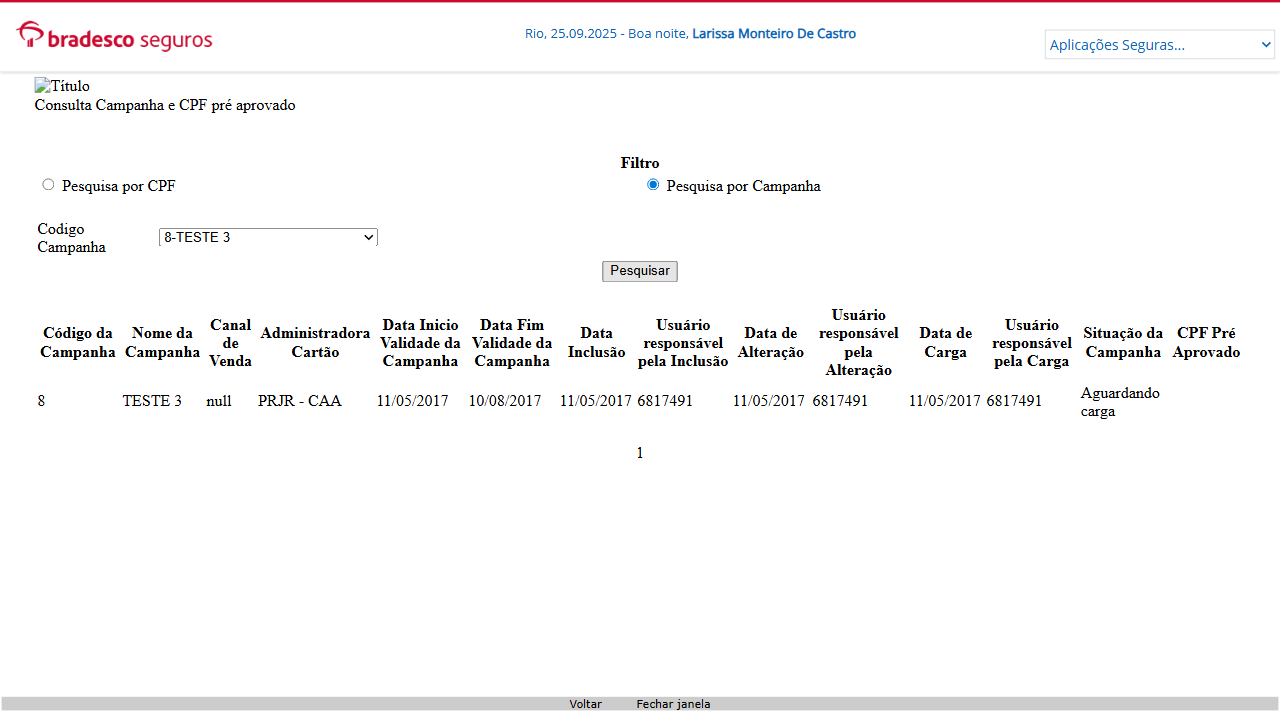 bradesco seguros
Rio, 25.09.2025 - Boa noite, Larissa Monteiro De Castro
Aplicações Seguras...
Título
Consulta Campanha e CPF pré aprovado
Filtro
Pesquisa por CPF
Pesquisa por Campanha
Codigo
Campanha
8-TESTE 3
Pesquisar
Código da Campanha
Nome da Campanha
Canal de Venda
Administradora Cartão
Data Inicio Validade da Campanha
Data Fim Validade da Campanha
Data Inclusão
Usuário responsável pela Inclusão
Data de Alteração
Usuário responsável pela Alteração
Data de Carga
Usuário responsável pela Carga
Situação da Campanha
CPF Pré Aprovado
8 TESTE 3 null PRJR - CAA 11/05/2017 10/08/2017 11/05/2017 6817491 11/05/2017 6817491 11/05/2017 6817491 Aguardando carga
1
Voltar Fechar janela